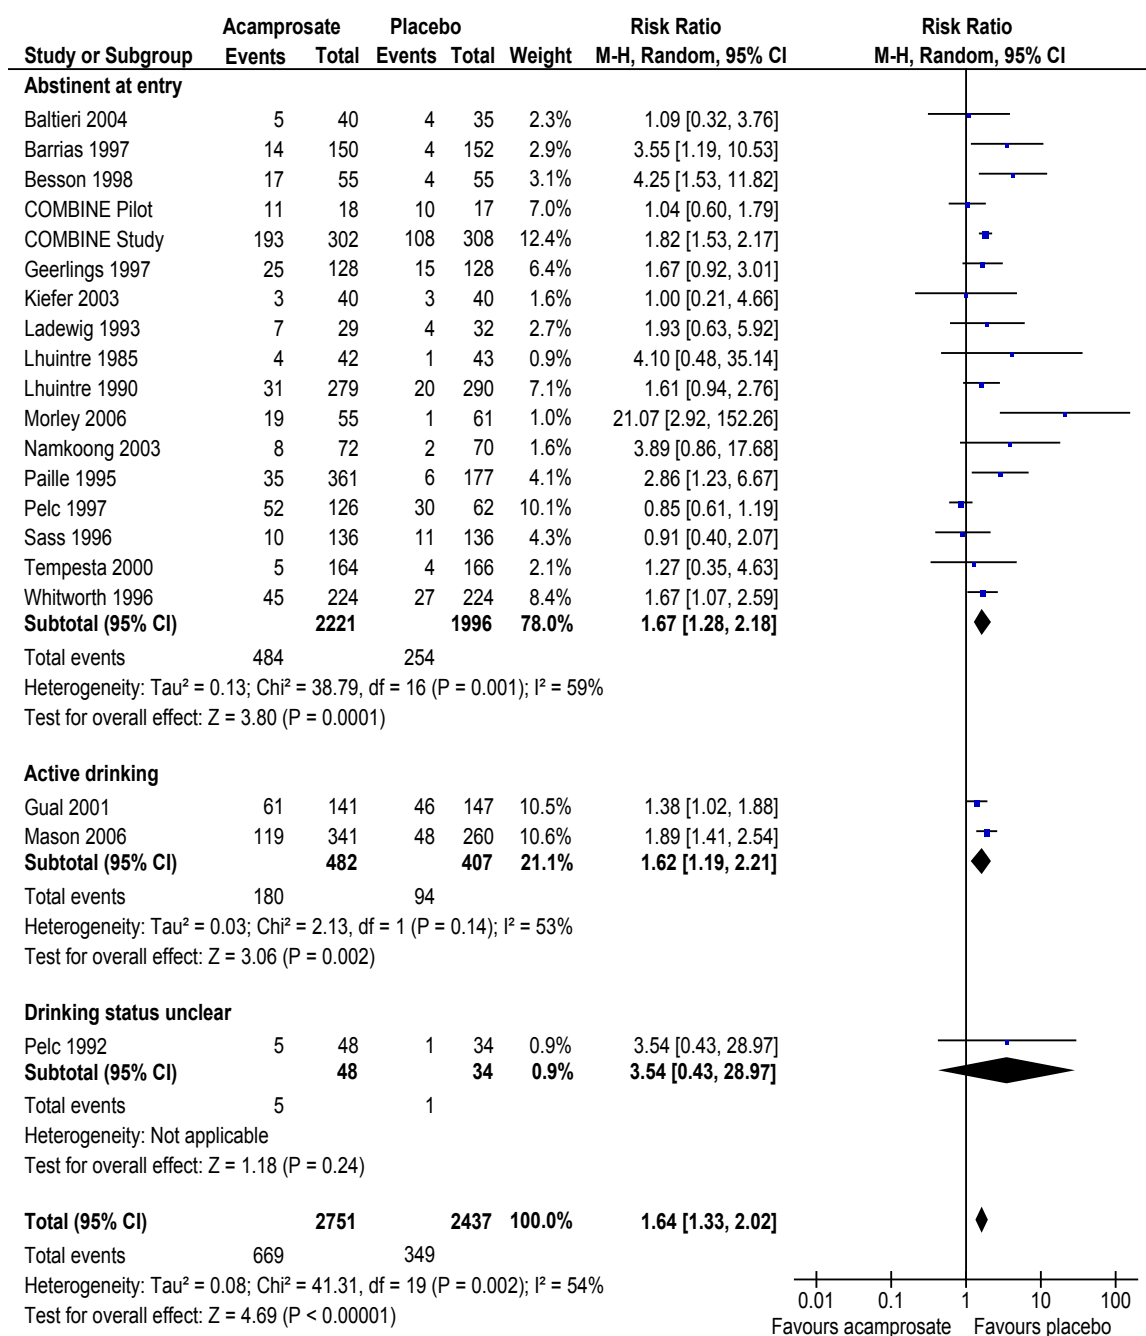 Acamprosate Placebo Risk Ratio Risk Ratio
Study or Subgroup Events Total Events Total Weight M-H, Random, 95% CI M-H, Random, 95% CI
Abstinent at entry
Baltieri 2004 5 40 4 35 2.3% 1.09 [0.32, 3.76]
Barrias 1997 14 150 4 152 2.9% 3.55 [1.19, 10.53]
Besson 1998 17 55 4 55 3.1% 4.25 [1.53, 11.82]
COMBINE Pilot 11 18 10 17 7.0% 1.04 [0.60, 1.79]
COMBINE Study 193 302 108 308 12.4% 1.82 [1.53, 2.17]
Geerlings 1997 25 128 15 128 6.4% 1.67 [0.92, 3.01]
Kiefer 2003 3 40 3 40 1.6% 1.00 [0.21, 4.66]
Ladewig 1993 7 29 4 32 2.7% 1.93 [0.63, 5.92]
Lhuintre 1985 4 42 1 43 0.9% 4.10 [0.48, 35.14]
Lhuintre 1990 31 279 20 290 7.1% 1.61 [0.94, 2.76]
Morley 2006 19 55 1 61 1.0% 21.07 [2.92, 152.26]
Namkoong 2003 8 72 2 70 1.6% 3.89 [0.86, 17.68]
Paille 1995 35 361 6 177 4.1% 2.86 [1.23, 6.67]
Pelc 1997 52 126 30 62 10.1% 0.85 [0.61, 1.19]
Sass 1996 10 136 11 136 4.3% 0.91 [0.40, 2.07]
Tempesta 2000 5 164 4 166 2.1% 1.27 [0.35, 4.63]
Whitworth 1996 45 224 27 224 8.4% 1.67 [1.07, 2.59]
Subtotal (95% CI) 2221 1996 78.0% 1.67 [1.28, 2.18]
Total events 484 254
Heterogeneity: Tau² = 0.13; Chi² = 38.79, df = 16 (P = 0.001); I² = 59%
Test for overall effect: Z = 3.80 (P = 0.0001)
Active drinking
Gual 2001 61 141 46 147 10.5% 1.38 [1.02, 1.88]
Mason 2006 119 341 48 260 10.6% 1.89 [1.41, 2.54]
Subtotal (95% CI) 482 407 21.1% 1.62 [1.19, 2.21]
Total events 180 94
Heterogeneity: Tau² = 0.03; Chi² = 2.13, df = 1 (P = 0.14); I² = 53%
Test for overall effect: Z = 3.06 (P = 0.002)
Drinking status unclear
Pelc 1992 5 48 1 34 0.9% 3.54 [0.43, 28.97]
Subtotal (95% CI) 48 34 0.9% 3.54 [0.43, 28.97]
Total events 5 1
Heterogeneity: Not applicable
Test for overall effect: Z = 1.18 (P = 0.24)
Total (95% CI) 2751 2437 100.0% 1.64 [1.33, 2.02]
Total events 669 349
Heterogeneity: Tau² = 0.08; Chi² = 41.31, df = 19 (P = 0.002); I² = 54%
Test for overall effect: Z = 4.69 (P < 0.00001)
0.01 0.1 1 10 100
Favours acamprosate Favours placebo